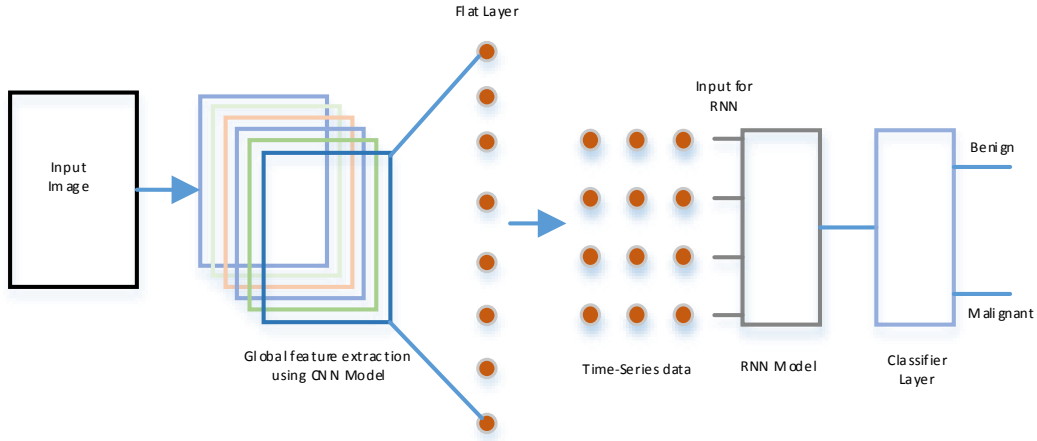 Flat Layer
Input
Image
Global feature extraction
using CNN Model
Time-Series data
Input for
RNN
RNN Model
Classifier
Layer
Benign
Malignant